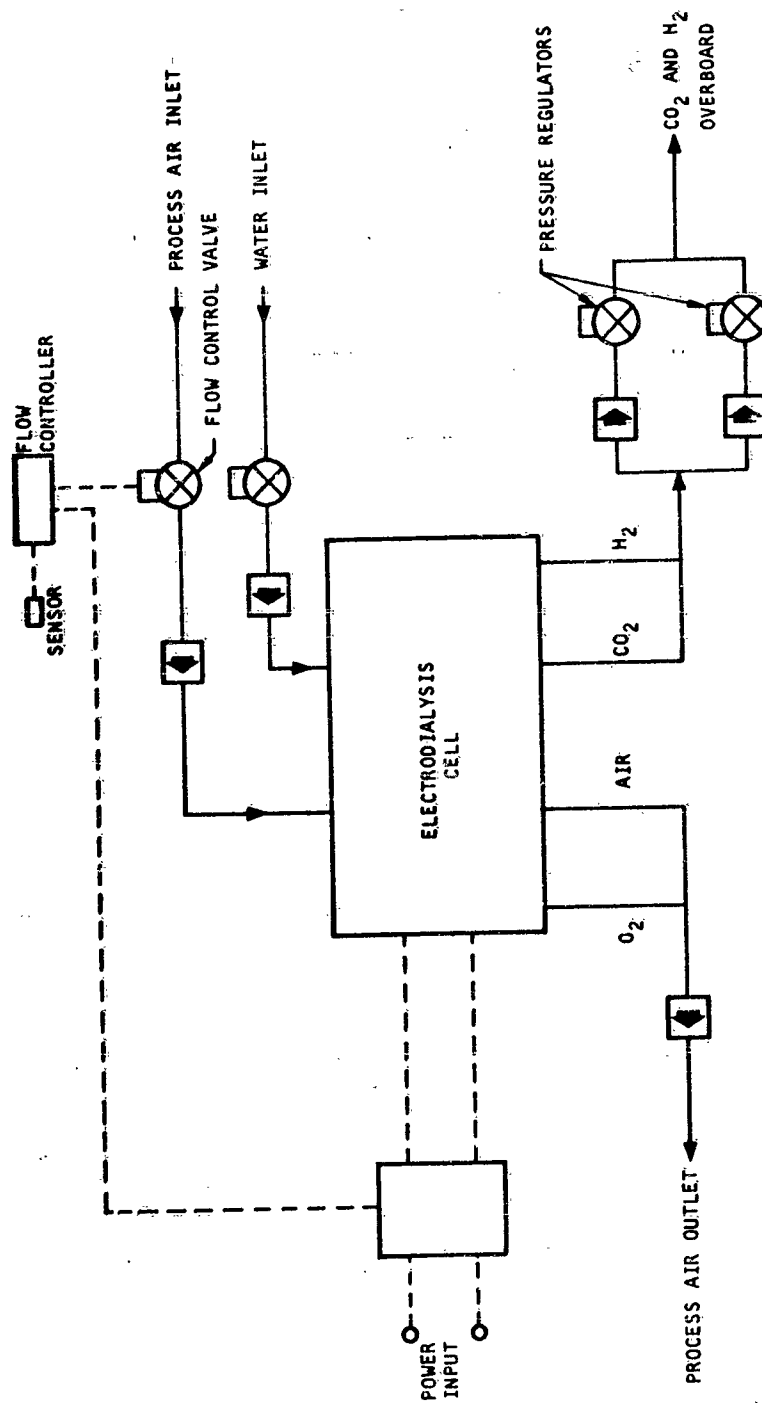 FLOW
CONTROLLER
SENSOR
PROCESS AIR INLET
FLOW CONTROL VALVE
WATER INLET
ELECTRODIALYSIS
CELL
POWER
INPUT
O2
AIR
CO2
H2
PROCESS AIR OUTLET
PRESSURE REGULATORS
CO2 AND H2
OVERBOARD